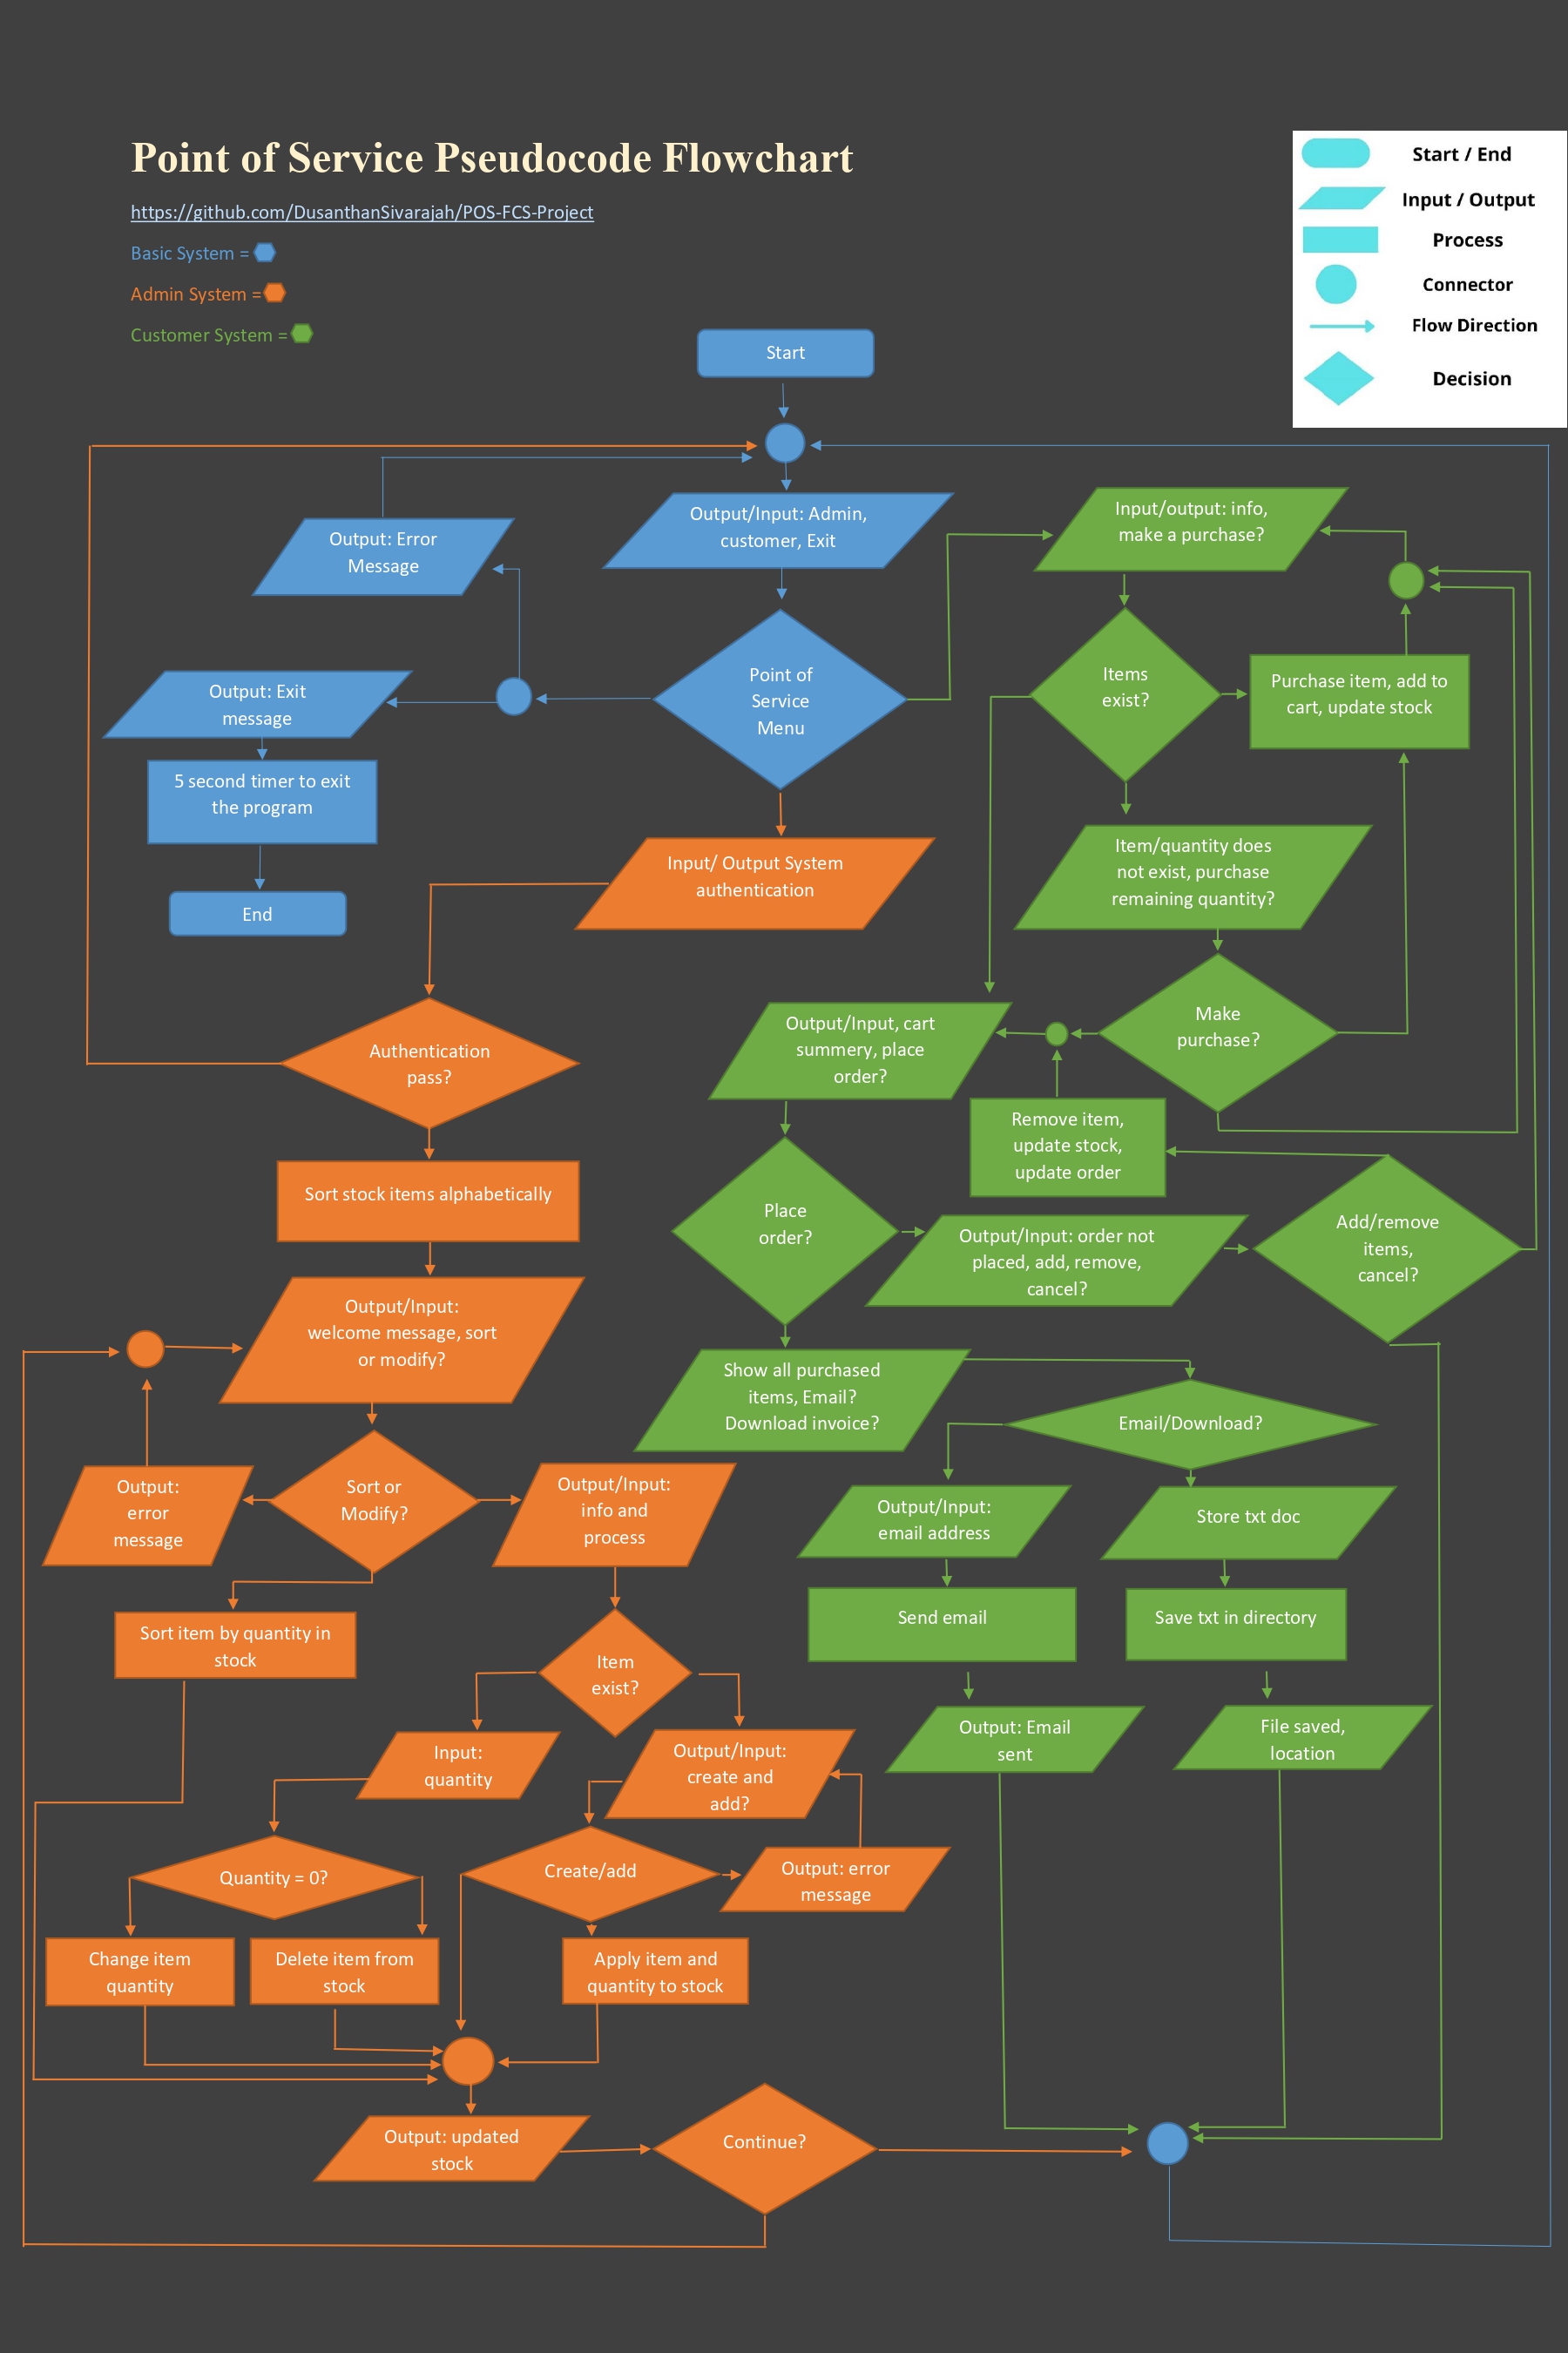 Point of Service Pseudocode Flowchart
https://github.com/DusanthanSivarajah/POS-FCS-Project
Basic System =
Admin System =
Customer System =
Start / End
Input / Output
Process
Connector
Flow Direction
Decision
Start
Output/Input: Admin,
customer, Exit
Output: Error
Message
Input/output: info,
make a purchase?
Point of
Service
Menu
Output: Exit
message
Items
exist?
Purchase item, add to
cart, update stock
5 second timer to exit
the program
End
Input/ Output System
authentication
Item/quantity does
not exist, purchase
remaining quantity?
Authentication
pass?
Output/Input, cart
summery, place
order?
Make
purchase?
Remove item,
update stock,
update order
Sort stock items alphabetically
Place
order?
Output/Input: order not
placed, add, remove,
cancel?
Add/remove
items,
cancel?
Output/Input:
welcome message, sort
or modify?
Show all purchased
items, Email?
Download invoice?
Email/Download?
Output:
error
message
Sort or
Modify?
Output/Input:
info and
process
Output/Input:
email address
Store txt doc
Sort item by quantity in
stock
Item
exist?
Send email
Save txt in directory
Input:
quantity
Output/Input:
create and
add?
Output: Email
sent
File saved,
location
Quantity = 0?
Create/add
Output: error
message
Change item
quantity
Delete item from
stock
Apply item and
quantity to stock
Output: updated
stock
Continue?